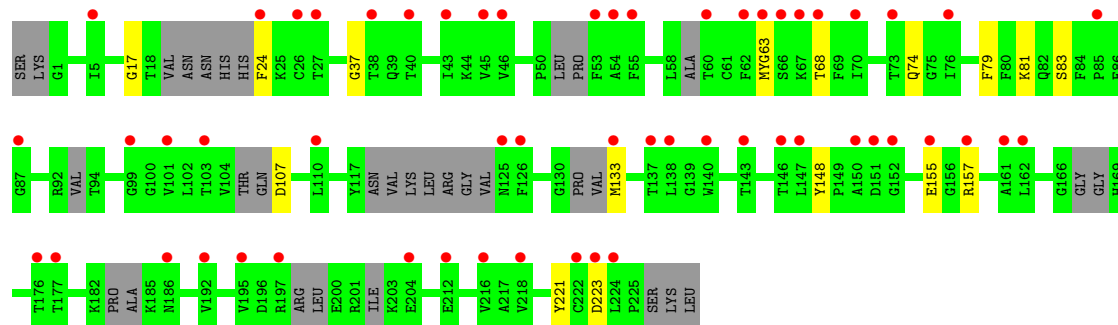 SER LYS G1 I5 G17 T18 VAL ASN ASN HIS HIS F24 K25 C26 T27 G37 T38 Q39 T40 I43 K44 V45 V46 P50 LEU PRO F53 A54 F55 L58 ALA T60 C61 F62 MYG63 S66 K67 T68 F69 I70 T73 Q74 G75 I76 F79 F80 K81 Q82 S83 F84 P85 E86
G87 R92 VAL T94 G99 G100 V101 L102 T103 V104 THR GLN D107 L110 Y117 ASN VAL LYS LEU ARG GLY VAL N125 F126 G130 PRO VAL M133 T137 L138 G139 W140 T143 T146 L147 Y148 P149 A150 D151 G152 E155 G156 R157 A161 L162 G166 GLY GLY H169
T176 T177 K182 PRO ALA K185 N186 V192 V195 D196 R197 ARG LEU E200 R201 ILE K203 E204 E212 V216 A217 V218 Y221 C222 D223 L224 P225 SER LYS LEU